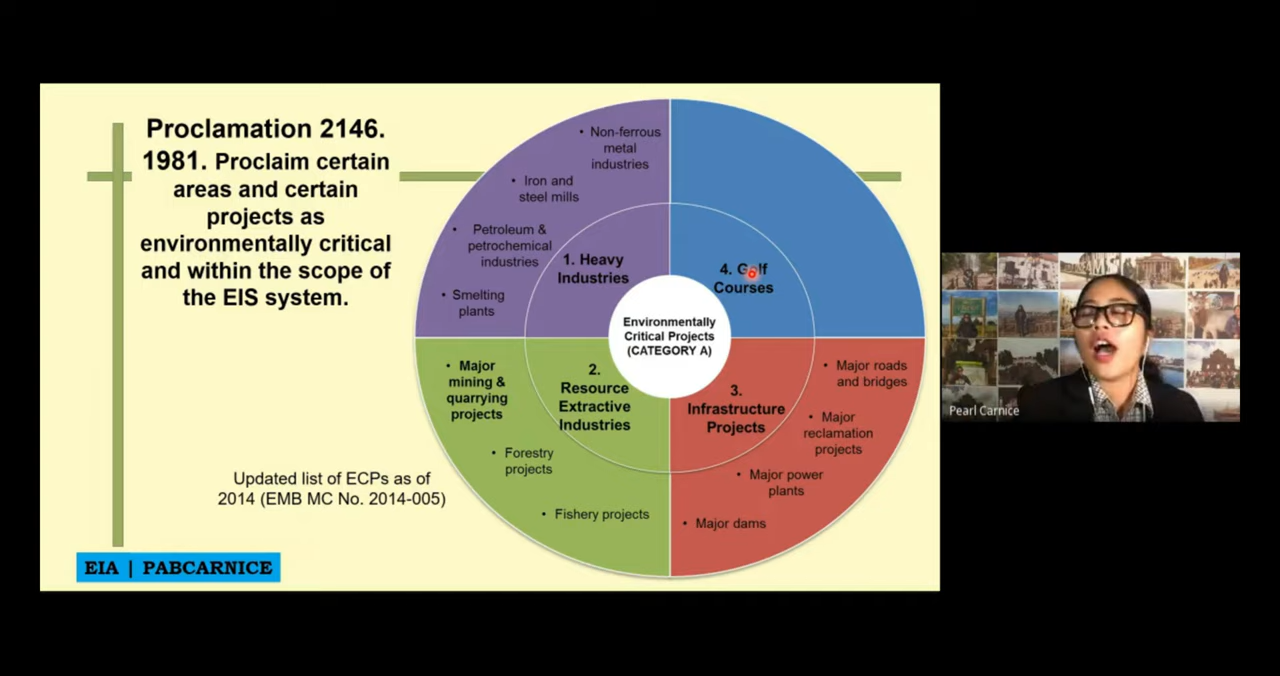 Proclamation 2146.
1981. Proclaim certain
areas and certain
projects as
environmentally critical
and within the scope of
the EIS system.
Updated list of ECPs as of
2014 (EMB MC No. 2014-005)
EIA | PABCARNICE
• Non-ferrous
metal
industries
• Iron and
steel mills
• Petroleum &
petrochemical
industries
• Smelting
plants
1. Heavy
Industries
4. Golf
Courses
Environmentally
Critical Projects
(CATEGORY A)
• Major
mining &
quarrying
projects
• Forestry
projects
• Fishery projects
2.
Resource
Extractive
Industries
3.
Infrastructure
Projects
• Major roads
and bridges
• Major
reclamation
projects
• Major power
plants
• Major dams
Pearl Carnice